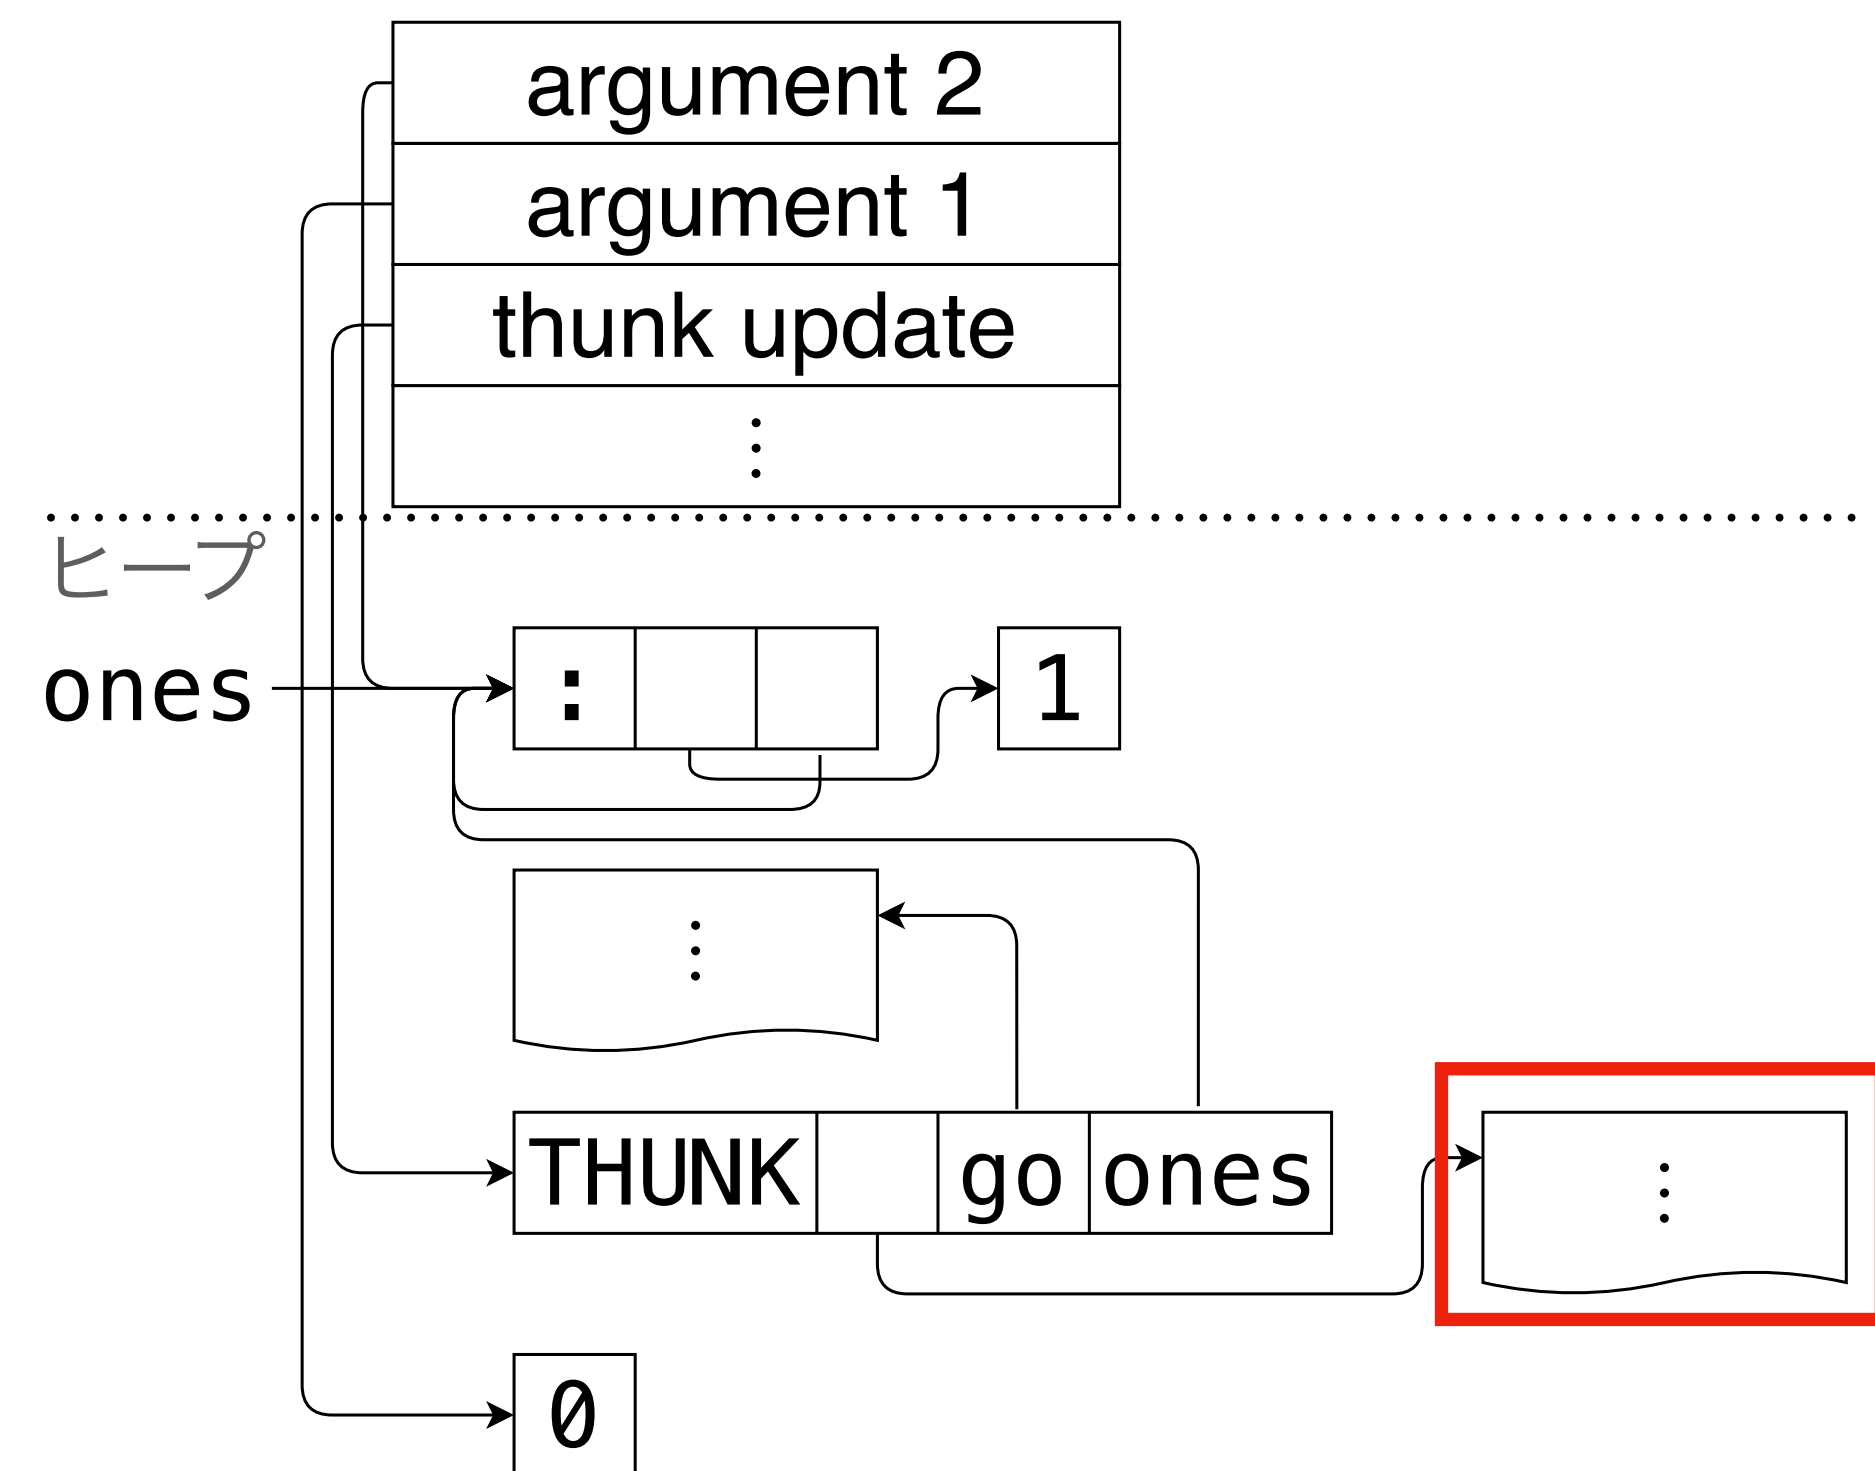 argument 2
argument 1
thunk update
⋮
ヒープ
ones
: 1
⋮
THUNK go ones
⋮
0